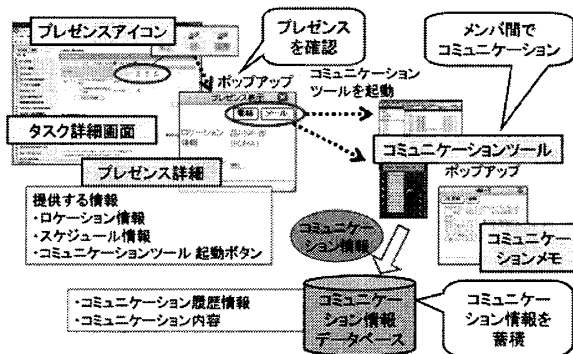 プレゼンスアイコン
プレゼンス
を確認
メンバ間で
コミュニケーション
ポップアップ
コミュニケーション
ツールを起動
プレゼンス表示
電話
メール
タスク詳細画面
ロケーション
コミュニケーションツール
プレゼンス詳細
ポップアップ
提供する情報
・ロケーション情報
・スケジュール情報
・コミュニケーションツール 起動ボタン
コミュニケー
ション情報
コミュニケー
ションメモ
・コミュニケーション履歴情報
・コミュニケーション内容
コミュニケー
ション情報
データベース
コミュニケー
ション情報を
蓄積